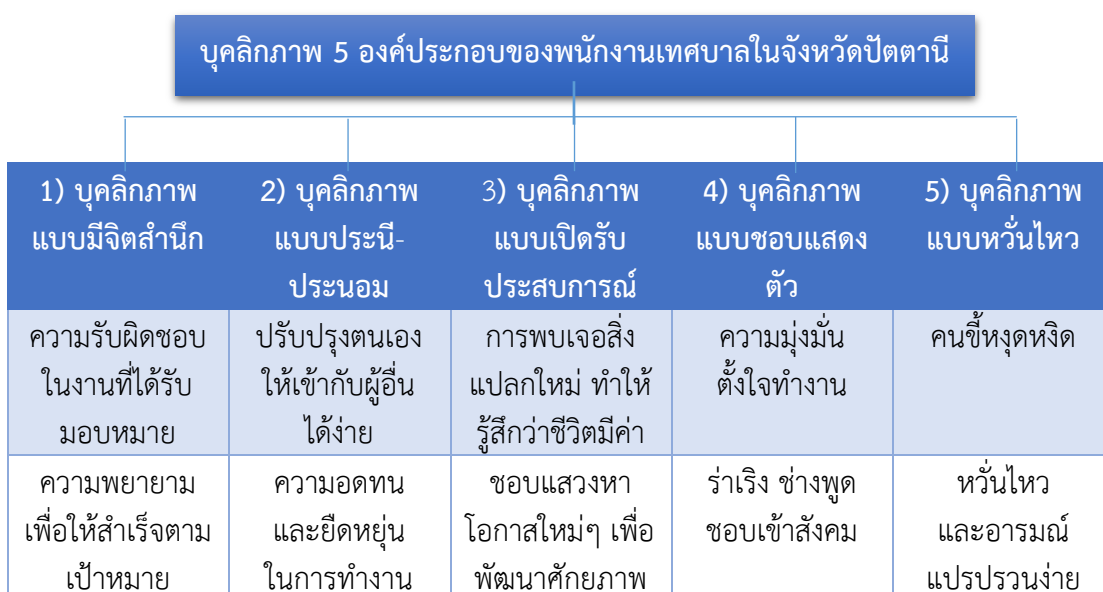 บุคลิกภาพ 5 องค์ประกอบของพนักงานเทศบาลในจังหวัดปัตตานี
1) บุคลิกภาพ
แบบมีจิตสำนึก
2) บุคลิกภาพ
แบบประนี-
ประนอม
3) บุคลิกภาพ
แบบเปิดรับ
ประสบการณ์
4) บุคลิกภาพ
แบบชอบแสดง
ตัว
5) บุคลิกภาพ
แบบหวั่นไหว
ความรับผิดชอบ
ในงานที่ได้รับ
มอบหมาย
ปรับปรุงตนเอง
ให้เข้ากับผู้อื่น
ได้ง่าย
การพบเจอสิ่ง
แปลกใหม่ ทำให้
รู้สึกว่าชีวิตมีค่า
ความมุ่งมั่น
ตั้งใจทำงาน
คนขี้หงุดหงิด
ความพยายาม
เพื่อให้สำเร็จตาม
เป้าหมาย
ความอดทน
และยืดหยุ่น
ในการทำงาน
ชอบแสวงหา
โอกาสใหม่ๆ เพื่อ
พัฒนาศักยภาพ
ร่าเริง ช่างพูด
ชอบเข้าสังคม
หวั่นไหว
และอารมณ์
แปรปรวนง่าย